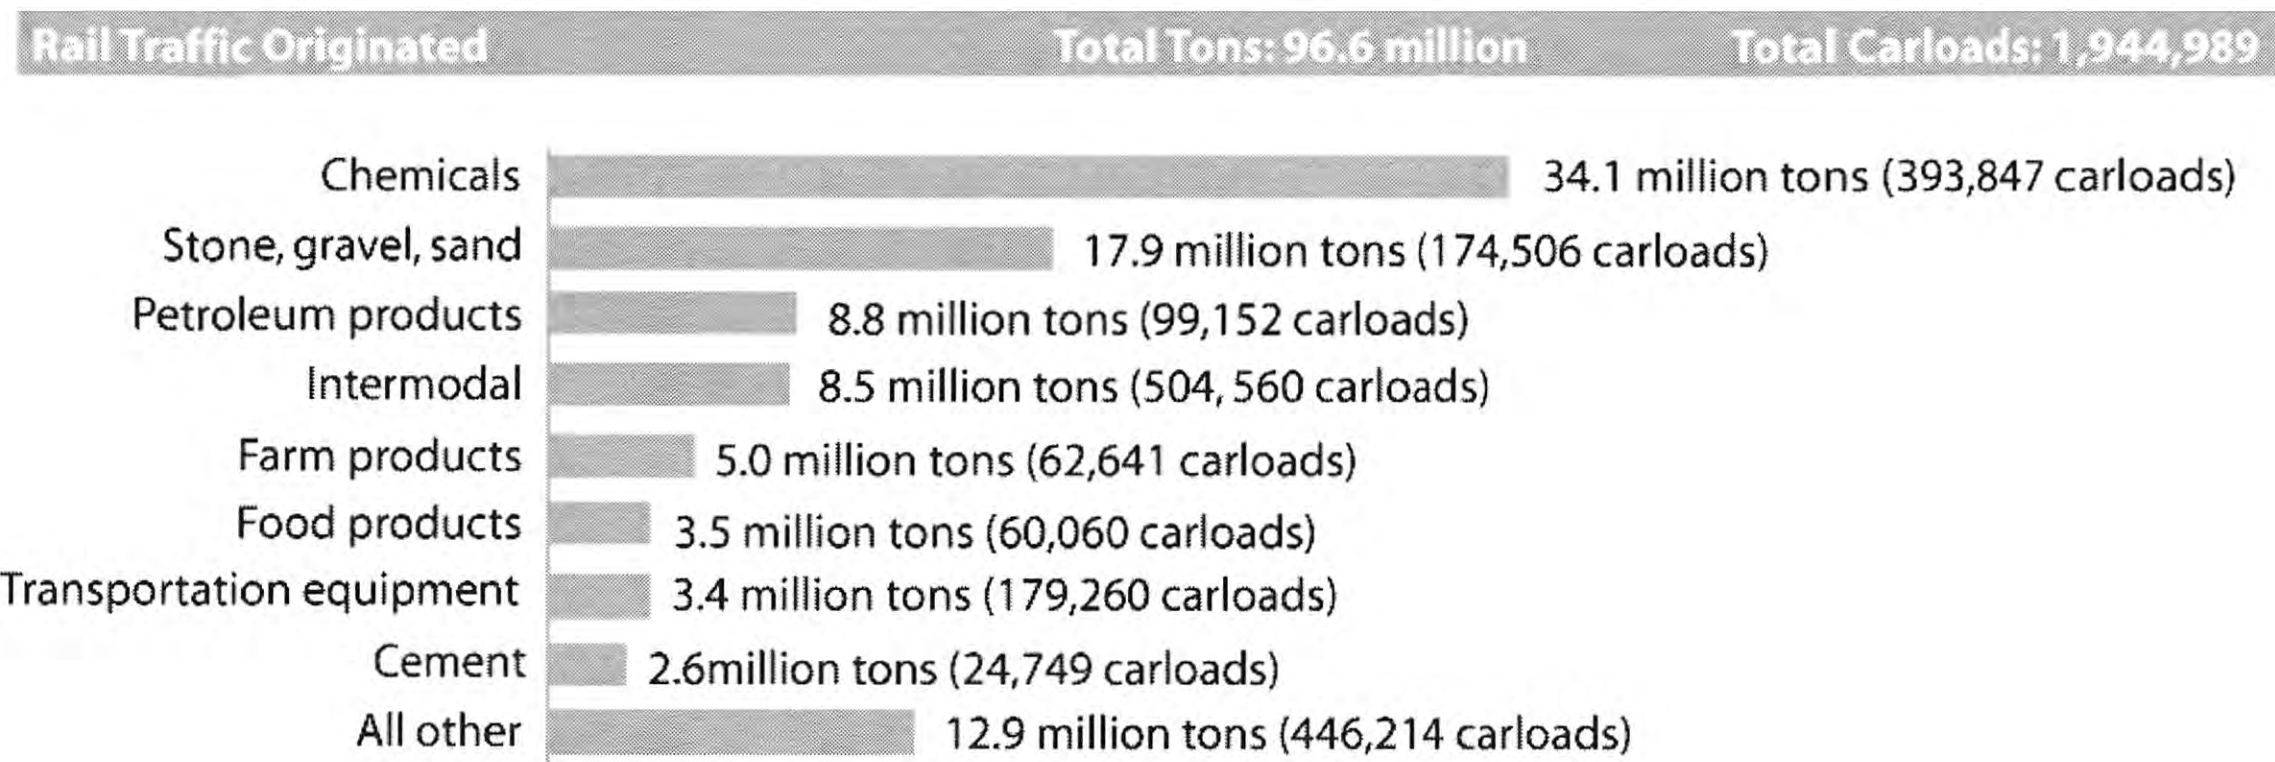 Rail Traffic Originated Total Tons: 96.6 million Total Carloads: 1,944,989
Chemicals 34.1 million tons (393,847 carloads)
Stone, gravel, sand 17.9 million tons (174,506 carloads)
Petroleum products 8.8 million tons (99,152 carloads)
Intermodal 8.5 million tons (504, 560 carloads)
Farm products 5.0 million tons (62,641 carloads)
Food products 3.5 million tons (60,060 carloads)
Transportation equipment 3.4 million tons (179,260 carloads)
Cement 2.6million tons (24,749 carloads)
All other 12.9 million tons (446,214 carloads)